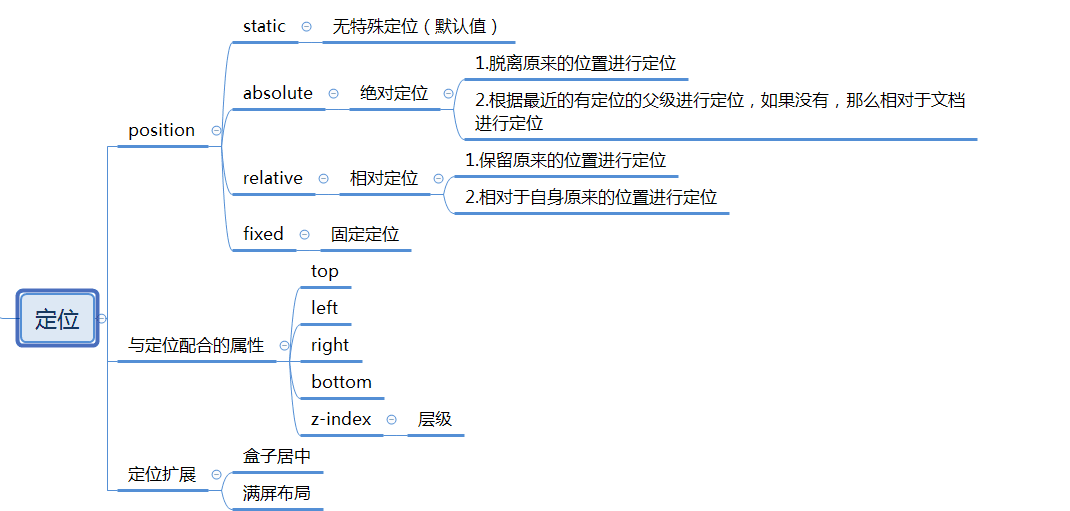 定位
position
static
无特殊定位（默认值）
absolute
绝对定位
1.脱离原来的位置进行定位
2.根据最近的有定位的父级进行定位，如果没有，那么相对于文档
进行定位
relative
相对定位
1.保留原来的位置进行定位
2.相对于自身原来的位置进行定位
fixed
固定定位
与定位配合的属性
top
left
right
bottom
z-index
层级
定位扩展
盒子居中
满屏布局